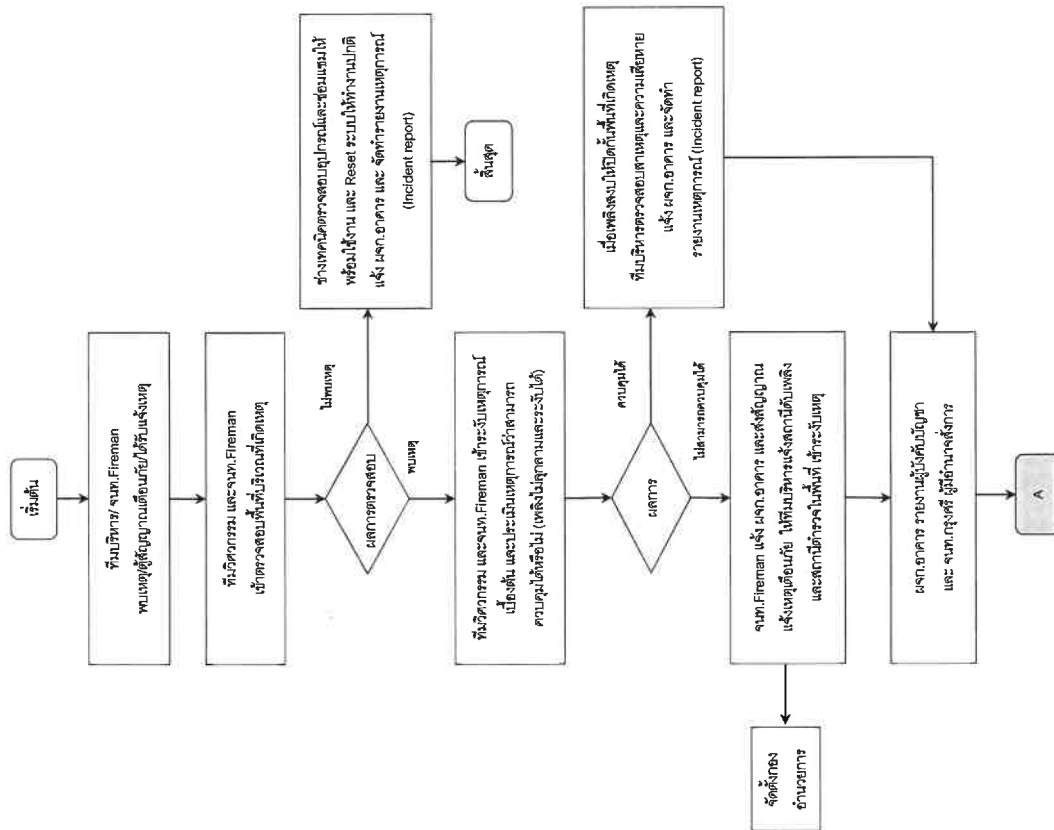 เริ่มต้น
ทีมบริหาร/ จนท.Fireman
พบเหตุ/ตู้สัญญาณเตือนภัย/ได้รับแจ้งเหตุ
ทีมวิศวกรรม และจนท.Fireman
เข้าตรวจสอบพื้นที่บริเวณที่เกิดเหตุ
ผลการตรวจสอบ
ไม่พบเหตุ
ช่างเทคนิคตรวจสอบอุปกรณ์และซ่อมแซมให้
พร้อมใช้งาน และ Reset ระบบให้ทำงานปกติ
แจ้ง ผจก.อาคาร และ จัดทำรายงานเหตุการณ์
(Incident report)
สิ้นสุด
พบเหตุ
ทีมวิศวกรรม และจนท.Fireman เข้าระงับเหตุการณ์
เบื้องต้น และประเมินเหตุการณ์ว่าสามารถ
ควบคุมได้หรือไม่ (เพลิงไม่ลุกลามและระงับได้)
ผลการ
ควบคุมได้
เมื่อเพลิงสงบให้ปิดกั้นพื้นที่เกิดเหตุ
ทีมบริหารตรวจสอบสาเหตุและความเสียหาย
แจ้ง ผจก.อาคาร และจัดทำ
รายงานเหตุการณ์ (Incident report)
ไม่สามารถควบคุมได้
จนท.Fireman แจ้ง ผจก.อาคาร และส่งสัญญาณ
แจ้งเหตุเตือนภัย ให้ทีมบริหารแจ้งสถานีดับเพลิง
และสถานีตำรวจในพื้นที่ เข้าระงับเหตุ
จัดตั้งกอง
อำนวยการ
ผจก.อาคาร รายงานผู้บังคับบัญชา
และ จนท.กรุงศรี ผู้มีอำนาจสั่งการ
A